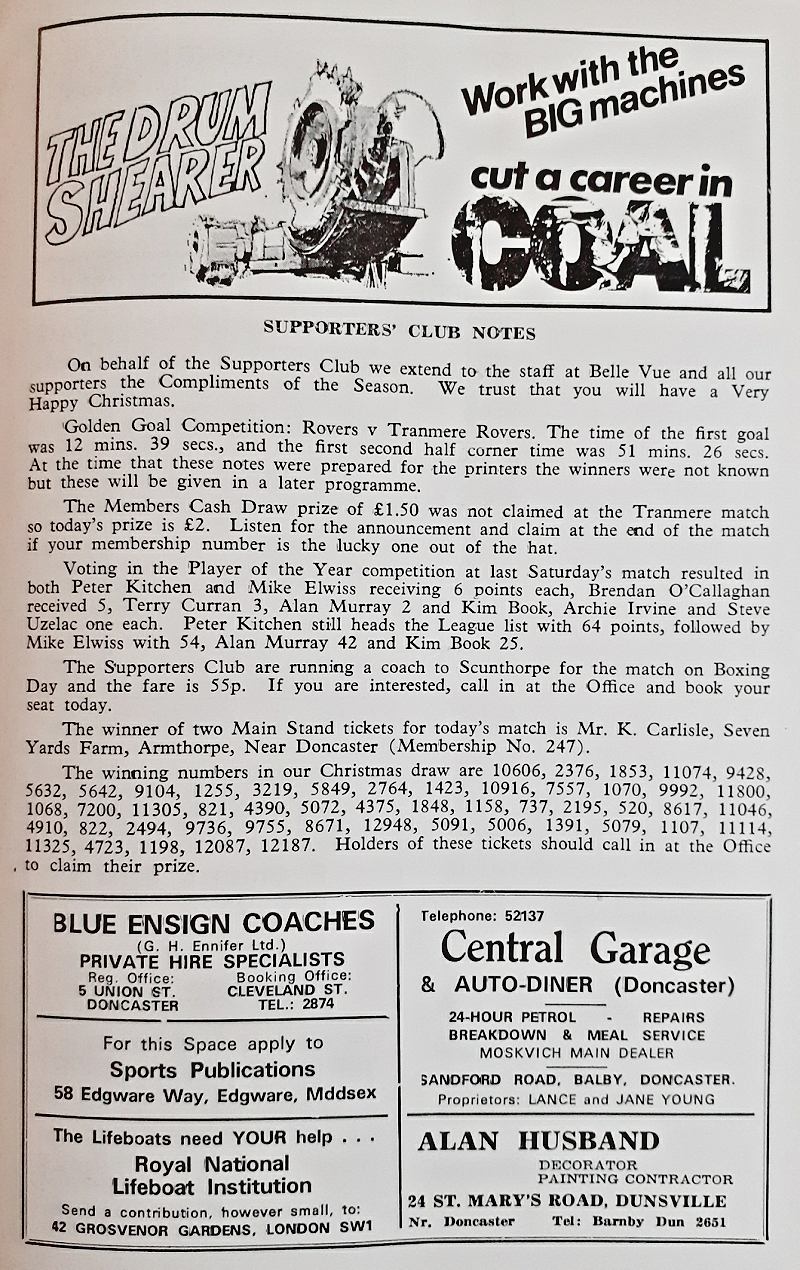 THE DRUM
SHEARER
Work with the
BIG machines
cut a career in
COAL
SUPPORTERS' CLUB NOTES
On behalf of the Supporters Club we extend to the staff at Belle Vue and all our
supporters the Compliments of the Season. We trust that you will have a Very
Happy Christmas.
Golden Goal Competition: Rovers v Tranmere Rovers. The time of the first goal
was 12 mins. 39 secs., and the first second half corner time was 51 mins. 26 secs.
At the time that these notes were prepared for the printers the winners were not known
but these will be given in a later programme.
The Members Cash Draw prize of £1.50 was not claimed at the Tranmere match
so today's prize is £2. Listen for the announcement and claim at the end of the match
if your membership number is the lucky one out of the hat.
Voting in the Player of the Year competition at last Saturday's match resulted in
both Peter Kitchen and Mike Elwiss receiving 6 points each, Brendan O'Callaghan
received 5, Terry Curran 3, Alan Murray 2 and Kim Book, Archie Irvine and Steve
Uzelac one each. Peter Kitchen still heads the League list with 64 points, followed by
Mike Elwiss with 54, Alan Murray 42 and Kim Book 25.
The Supporters Club are running a coach to Scunthorpe for the match on Boxing
Day and the fare is 55p. If you are interested, call in at the Office and book your
seat today.
The winner of two Main Stand tickets for today's match is Mr. K. Carlisle, Seven
Yards Farm, Armthorpe, Near Doncaster (Membership No. 247).
The winning numbers in our Christmas draw are 10606, 2376, 1853, 11074, 9428,
5632, 5642, 9104, 1255, 3219, 5849, 2764, 1423, 10916, 7557, 1070, 9992, 11800,
1068, 7200, 11305, 821, 4390, 5072, 4375, 1848, 1158, 737, 2195, 520, 8617, 11046,
4910, 822, 2494, 9736, 9755, 8671, 12948, 5091, 5006, 1391, 5079, 1107, 11114,
11325, 4723, 1198, 12087, 12187. Holders of these tickets should call in at the Office
to claim their prize.
BLUE ENSIGN COACHES
(G. H. Ennifer Ltd.)
PRIVATE HIRE SPECIALISTS
Reg. Office: Booking Office:
5 UNION ST. CLEVELAND ST.
DONCASTER TEL.: 2874
For this Space apply to
Sports Publications
58 Edgware Way, Edgware, Mddsex
The Lifeboats need YOUR help . . .
Royal National
Lifeboat Institution
Send a contribution, however small, to:
42 GROSVENOR GARDENS, LONDON SW1
Telephone: 52137
Central Garage
& AUTO-DINER (Doncaster)
24-HOUR PETROL - REPAIRS
BREAKDOWN & MEAL SERVICE
MOSKVICH MAIN DEALER
SANDFORD ROAD, BALBY, DONCASTER.
Proprietors: LANCE and JANE YOUNG
ALAN HUSBAND
DECORATOR
PAINTING CONTRACTOR
24 ST. MARY'S ROAD, DUNSVILLE
Nr. Doncaster Tel: Barnby Dun 2651